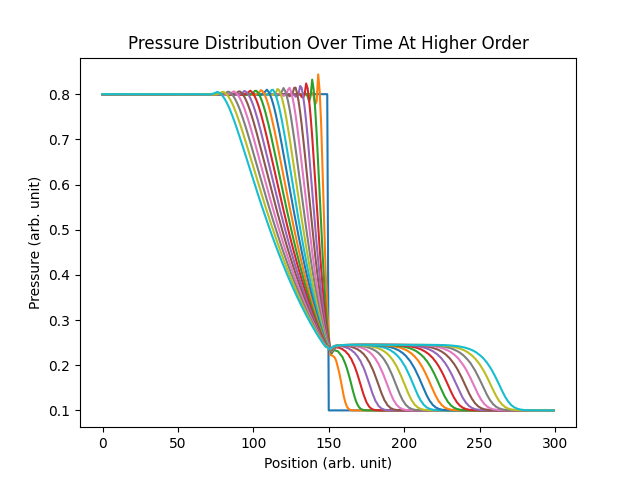 Pressure Distribution Over Time At Higher Order
Pressure (arb. unit)
0.8
0.7
0.6
0.5
0.4
0.3
0.2
0.1
0 50 100 150 200 250 300
Position (arb. unit)